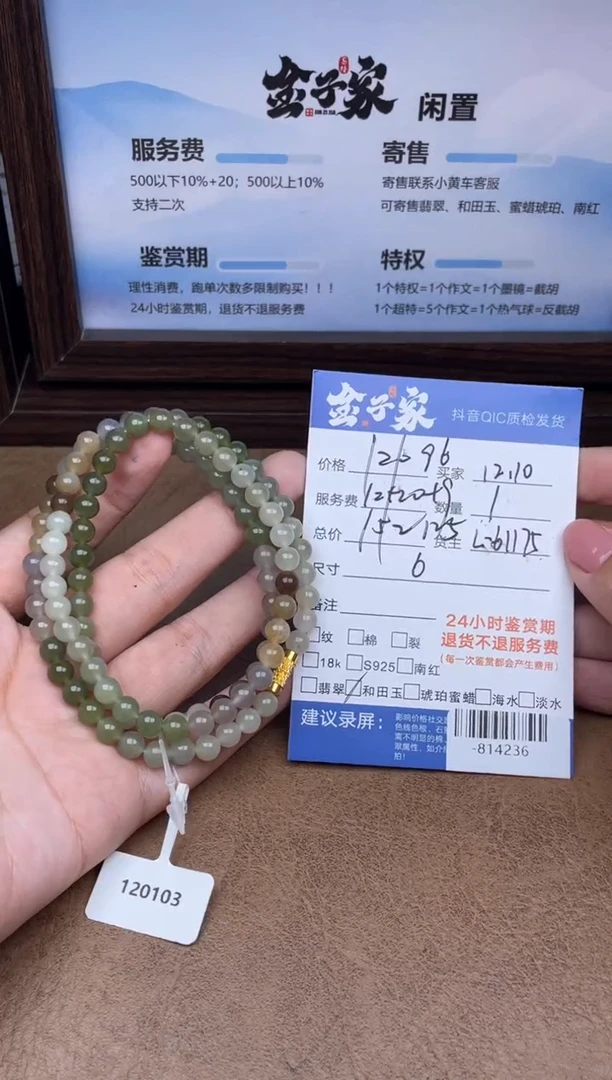 金子家 闲置
服务费
500以下10%+20；500以上10%
支持二次
寄售
寄售联系小黄车客服
可寄售翡翠、和田玉、蜜蜡琥珀、南红
鉴赏期
理性消费，跑单次数多限制购买！！！
24小时鉴赏期，退货不退服务费
特权
1个特权=1个作文=1个墨镜=截胡
1个超特=5个作文=1个热气球=反截胡
金子家 抖音QIC质检发货
价格 买家 12.10
服务费 数量 1
总价 货主
尺寸 6
备注
24小时鉴赏期
退货不退服务费
(每一次鉴赏都会产生费用)
纹 棉 裂
18k S925 南红
翡翠 和田玉 琥珀蜜蜡 海水 淡水
建议录屏：
-814236
120103